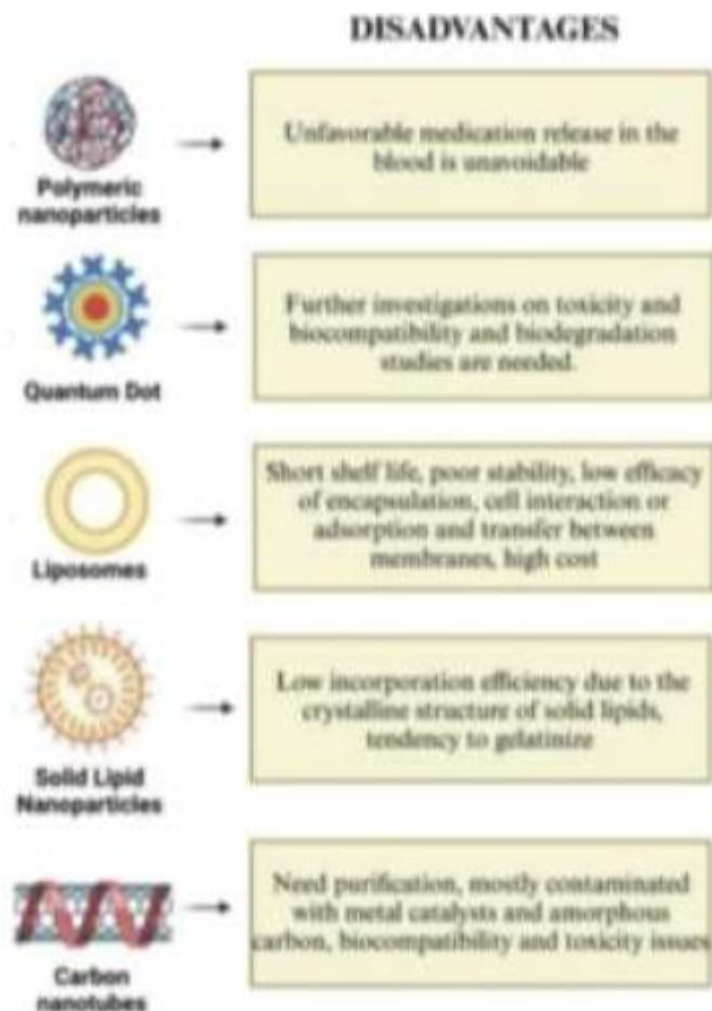 DISADVANTAGES
Polymeric
nanoparticles
Unfavorable medication release in the
blood is unavoidable
Quantum Dot
Further investigations on toxicity and
biocompatibility and biodegradation
studies are needed.
Liposomes
Short shelf life, poor stability, low efficacy
of encapsulation, cell interaction or
adsorption and transfer between
membranes, high cost
Solid Lipid
Nanoparticles
Low incorporation efficiency due to the
crystalline structure of solid lipids,
tendency to gelatinize
Carbon
nanotubes
Need purification, mostly contaminated
with metal catalysts and amorphous
carbon, biocompatibility and toxicity issues